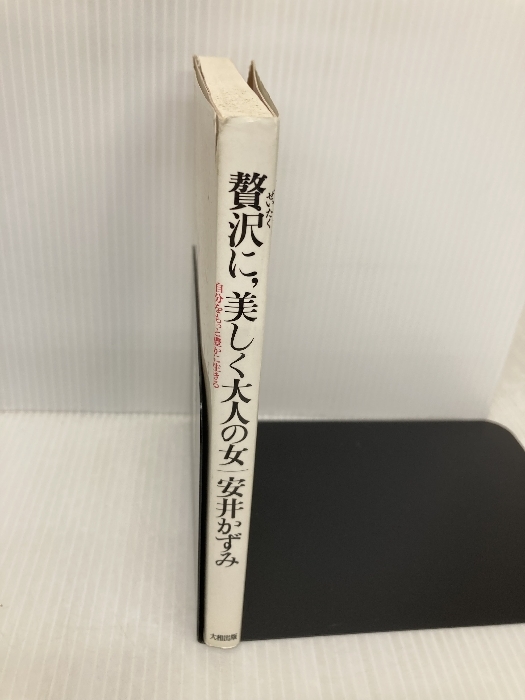 贅沢に,美しく大人の女
ぜいたく
自分をもっと豊かに生きる
安井かずみ
大和出版